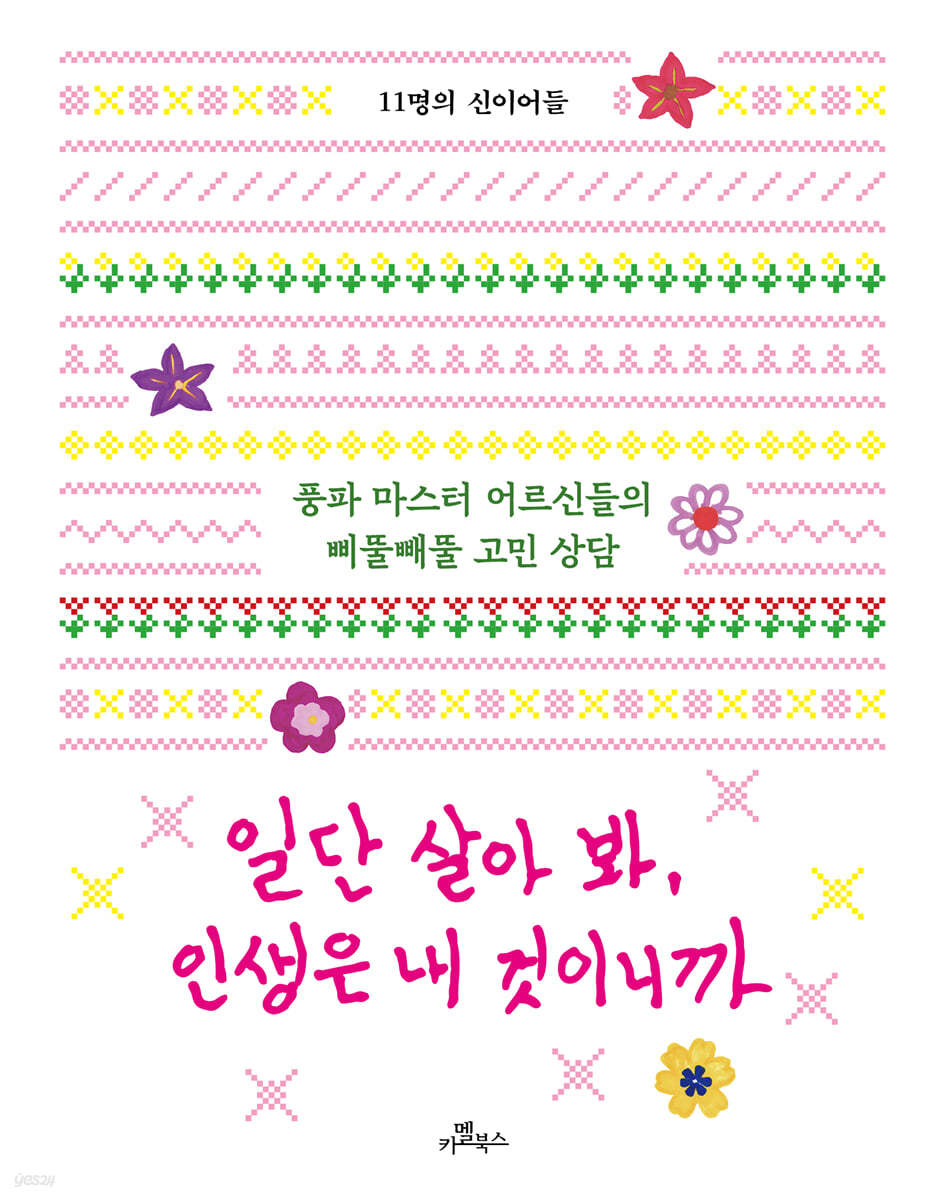 11명의 신이어들
풍파 마스터 어르신들의
삐뚤빼뚤 고민 상담
일단 살아 봐,
인생은 내 것이니까
카멜북스
yes24